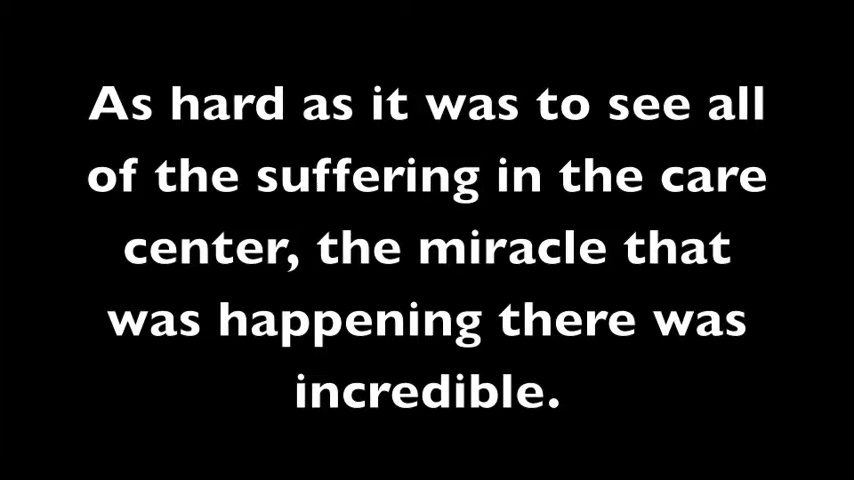 As hard as it was to see all
of the suffering in the care
center, the miracle that
was happening there was
incredible.